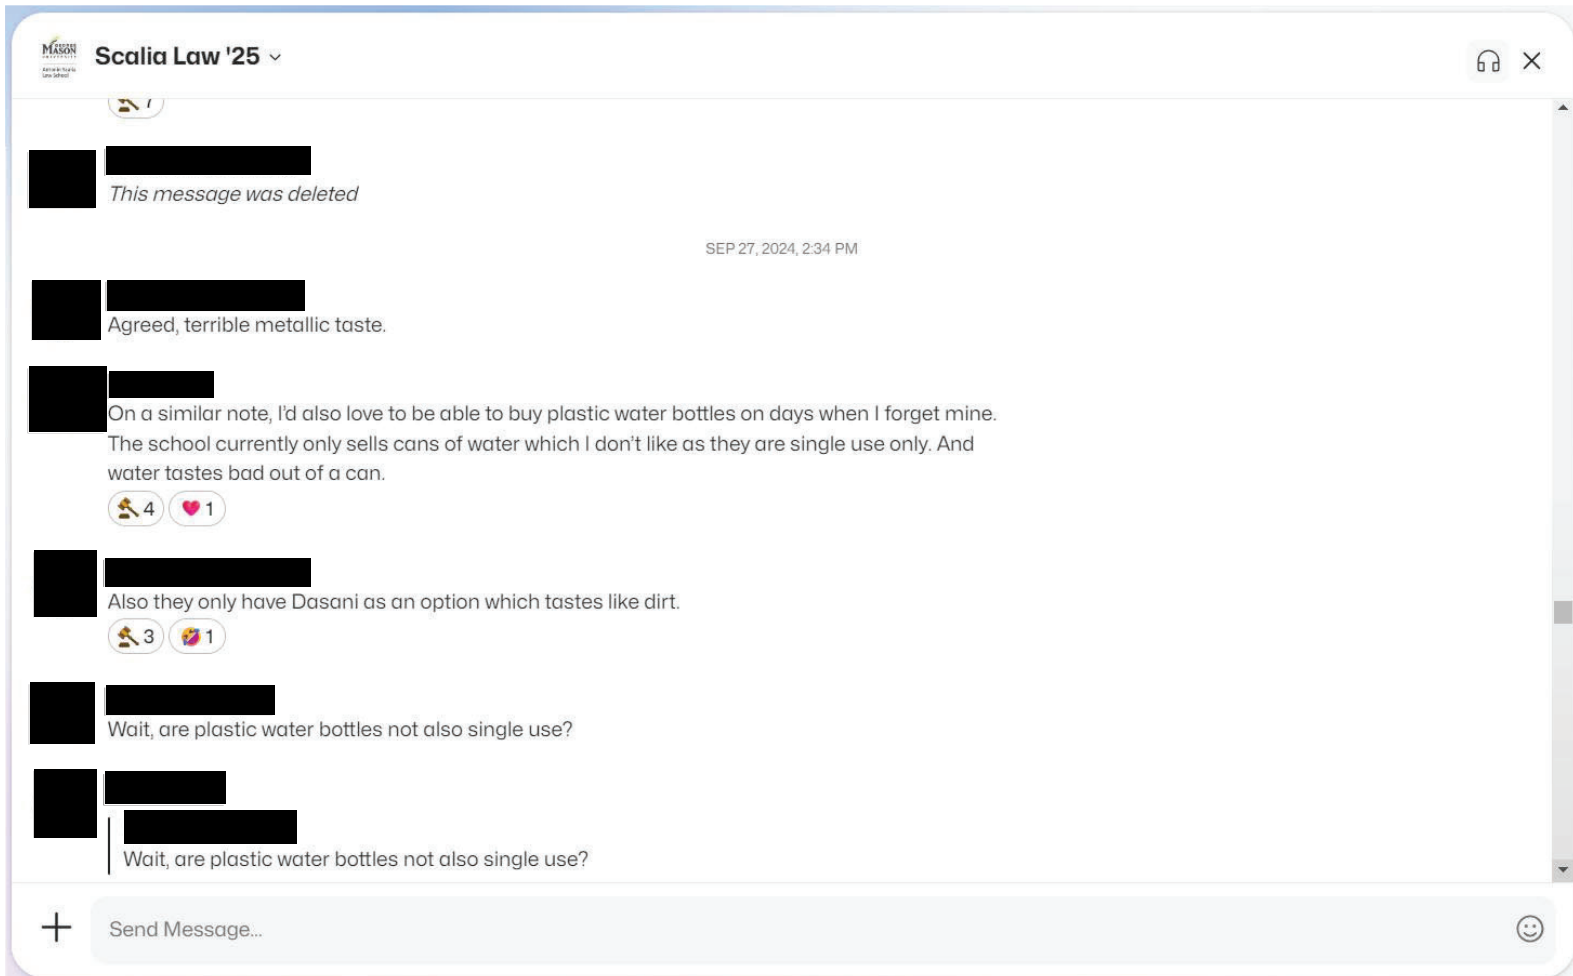 MASON
Scalia Law '25
7
This message was deleted
SEP 27, 2024, 2:34 PM
Agreed, terrible metallic taste.
On a similar note, I'd also love to be able to buy plastic water bottles on days when I forget mine.
The school currently only sells cans of water which I don't like as they are single use only. And
water tastes bad out of a can.
4 1
Also they only have Dasani as an option which tastes like dirt.
3 1
Wait, are plastic water bottles not also single use?
Wait, are plastic water bottles not also single use?
Send Message...